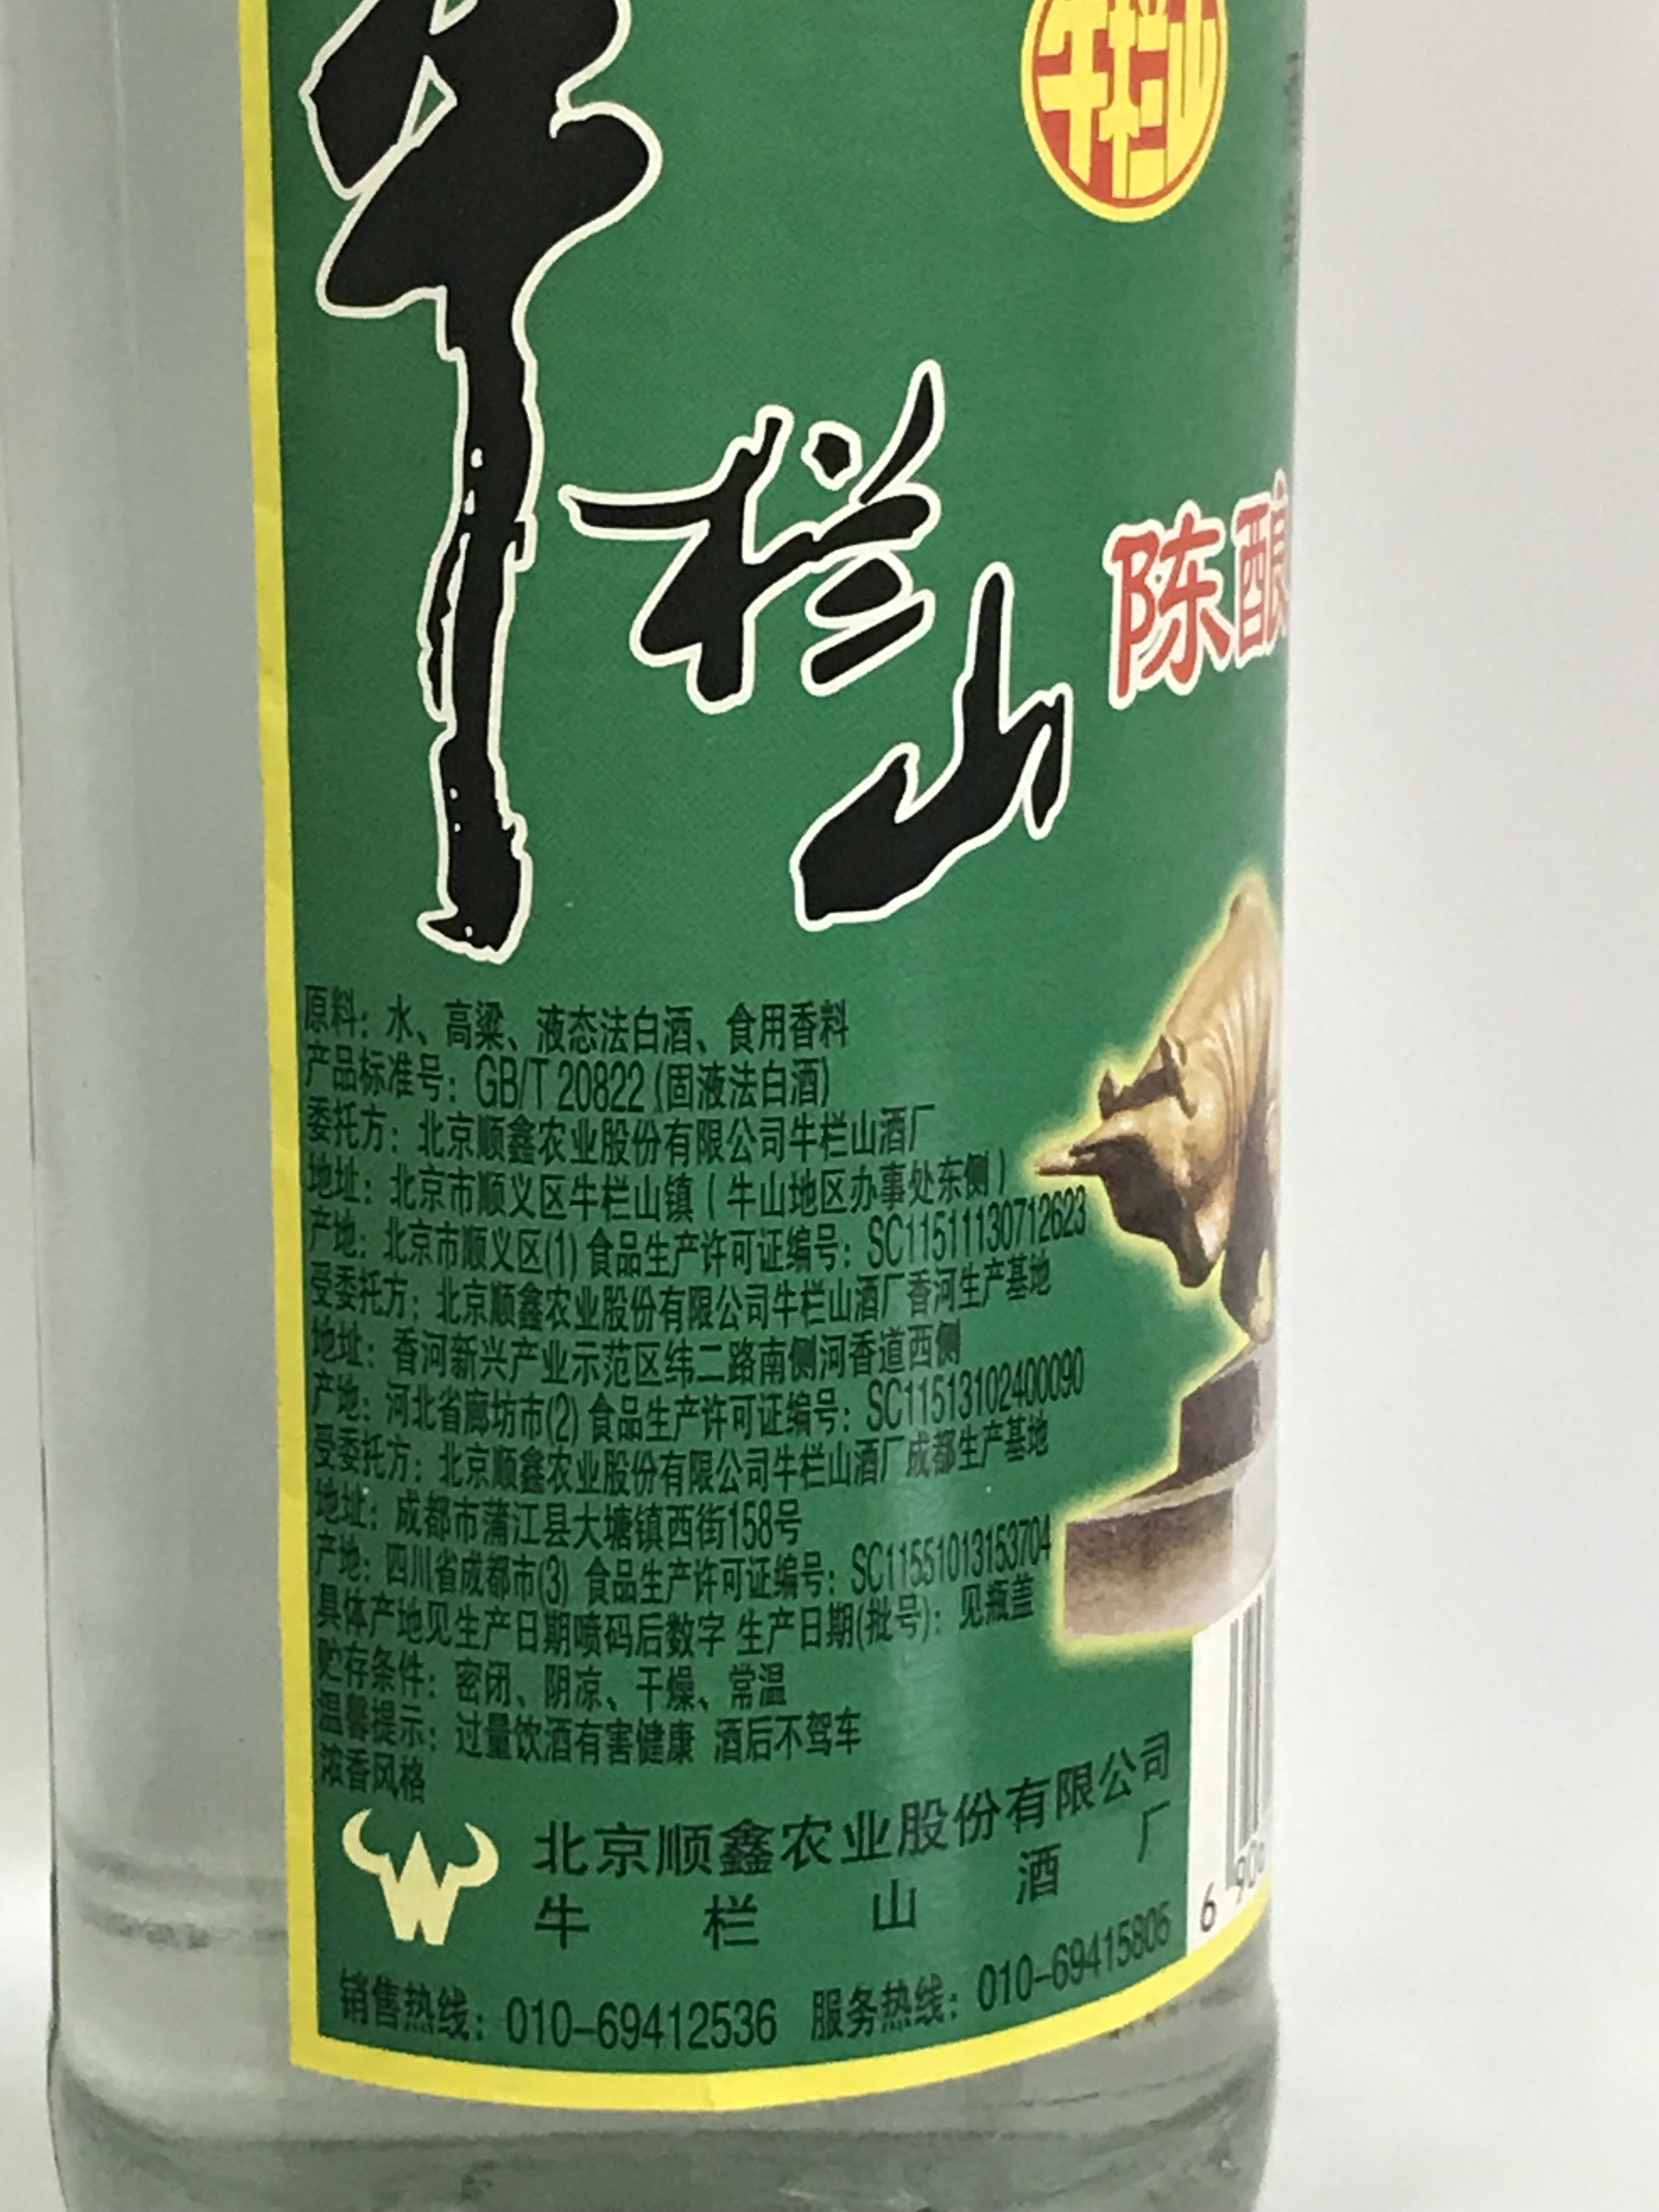 牛栏山
牛栏山
陈酿
原料：水、高粱、液态法白酒、食用香料
产品标准号：GB/T 20822 (固液法白酒)
委托方：北京顺鑫农业股份有限公司牛栏山酒厂
地址：北京市顺义区牛栏山镇（牛山地区办事处东侧）
产地：北京市顺义区(1) 食品生产许可证编号：SC11511130712623
受委托方：北京顺鑫农业股份有限公司牛栏山酒厂香河生产基地
地址：香河新兴产业示范区纬二路南侧河香道西侧
产地：河北省廊坊市(2) 食品生产许可证编号：SC11513102400090
受委托方：北京顺鑫农业股份有限公司牛栏山酒厂成都生产基地
地址：成都市蒲江县大塘镇西街158号
产地：四川省成都市(3) 食品生产许可证编号：SC11551013153704
具体产地见生产日期喷码后数字 生产日期(批号)：见瓶盖
贮存条件：密闭、阴凉、干燥、常温
温馨提示：过量饮酒有害健康 酒后不驾车
浓香风格
北京顺鑫农业股份有限公司
牛栏山酒厂
6 90
销售热线：010-69412536 服务热线：010-69415805